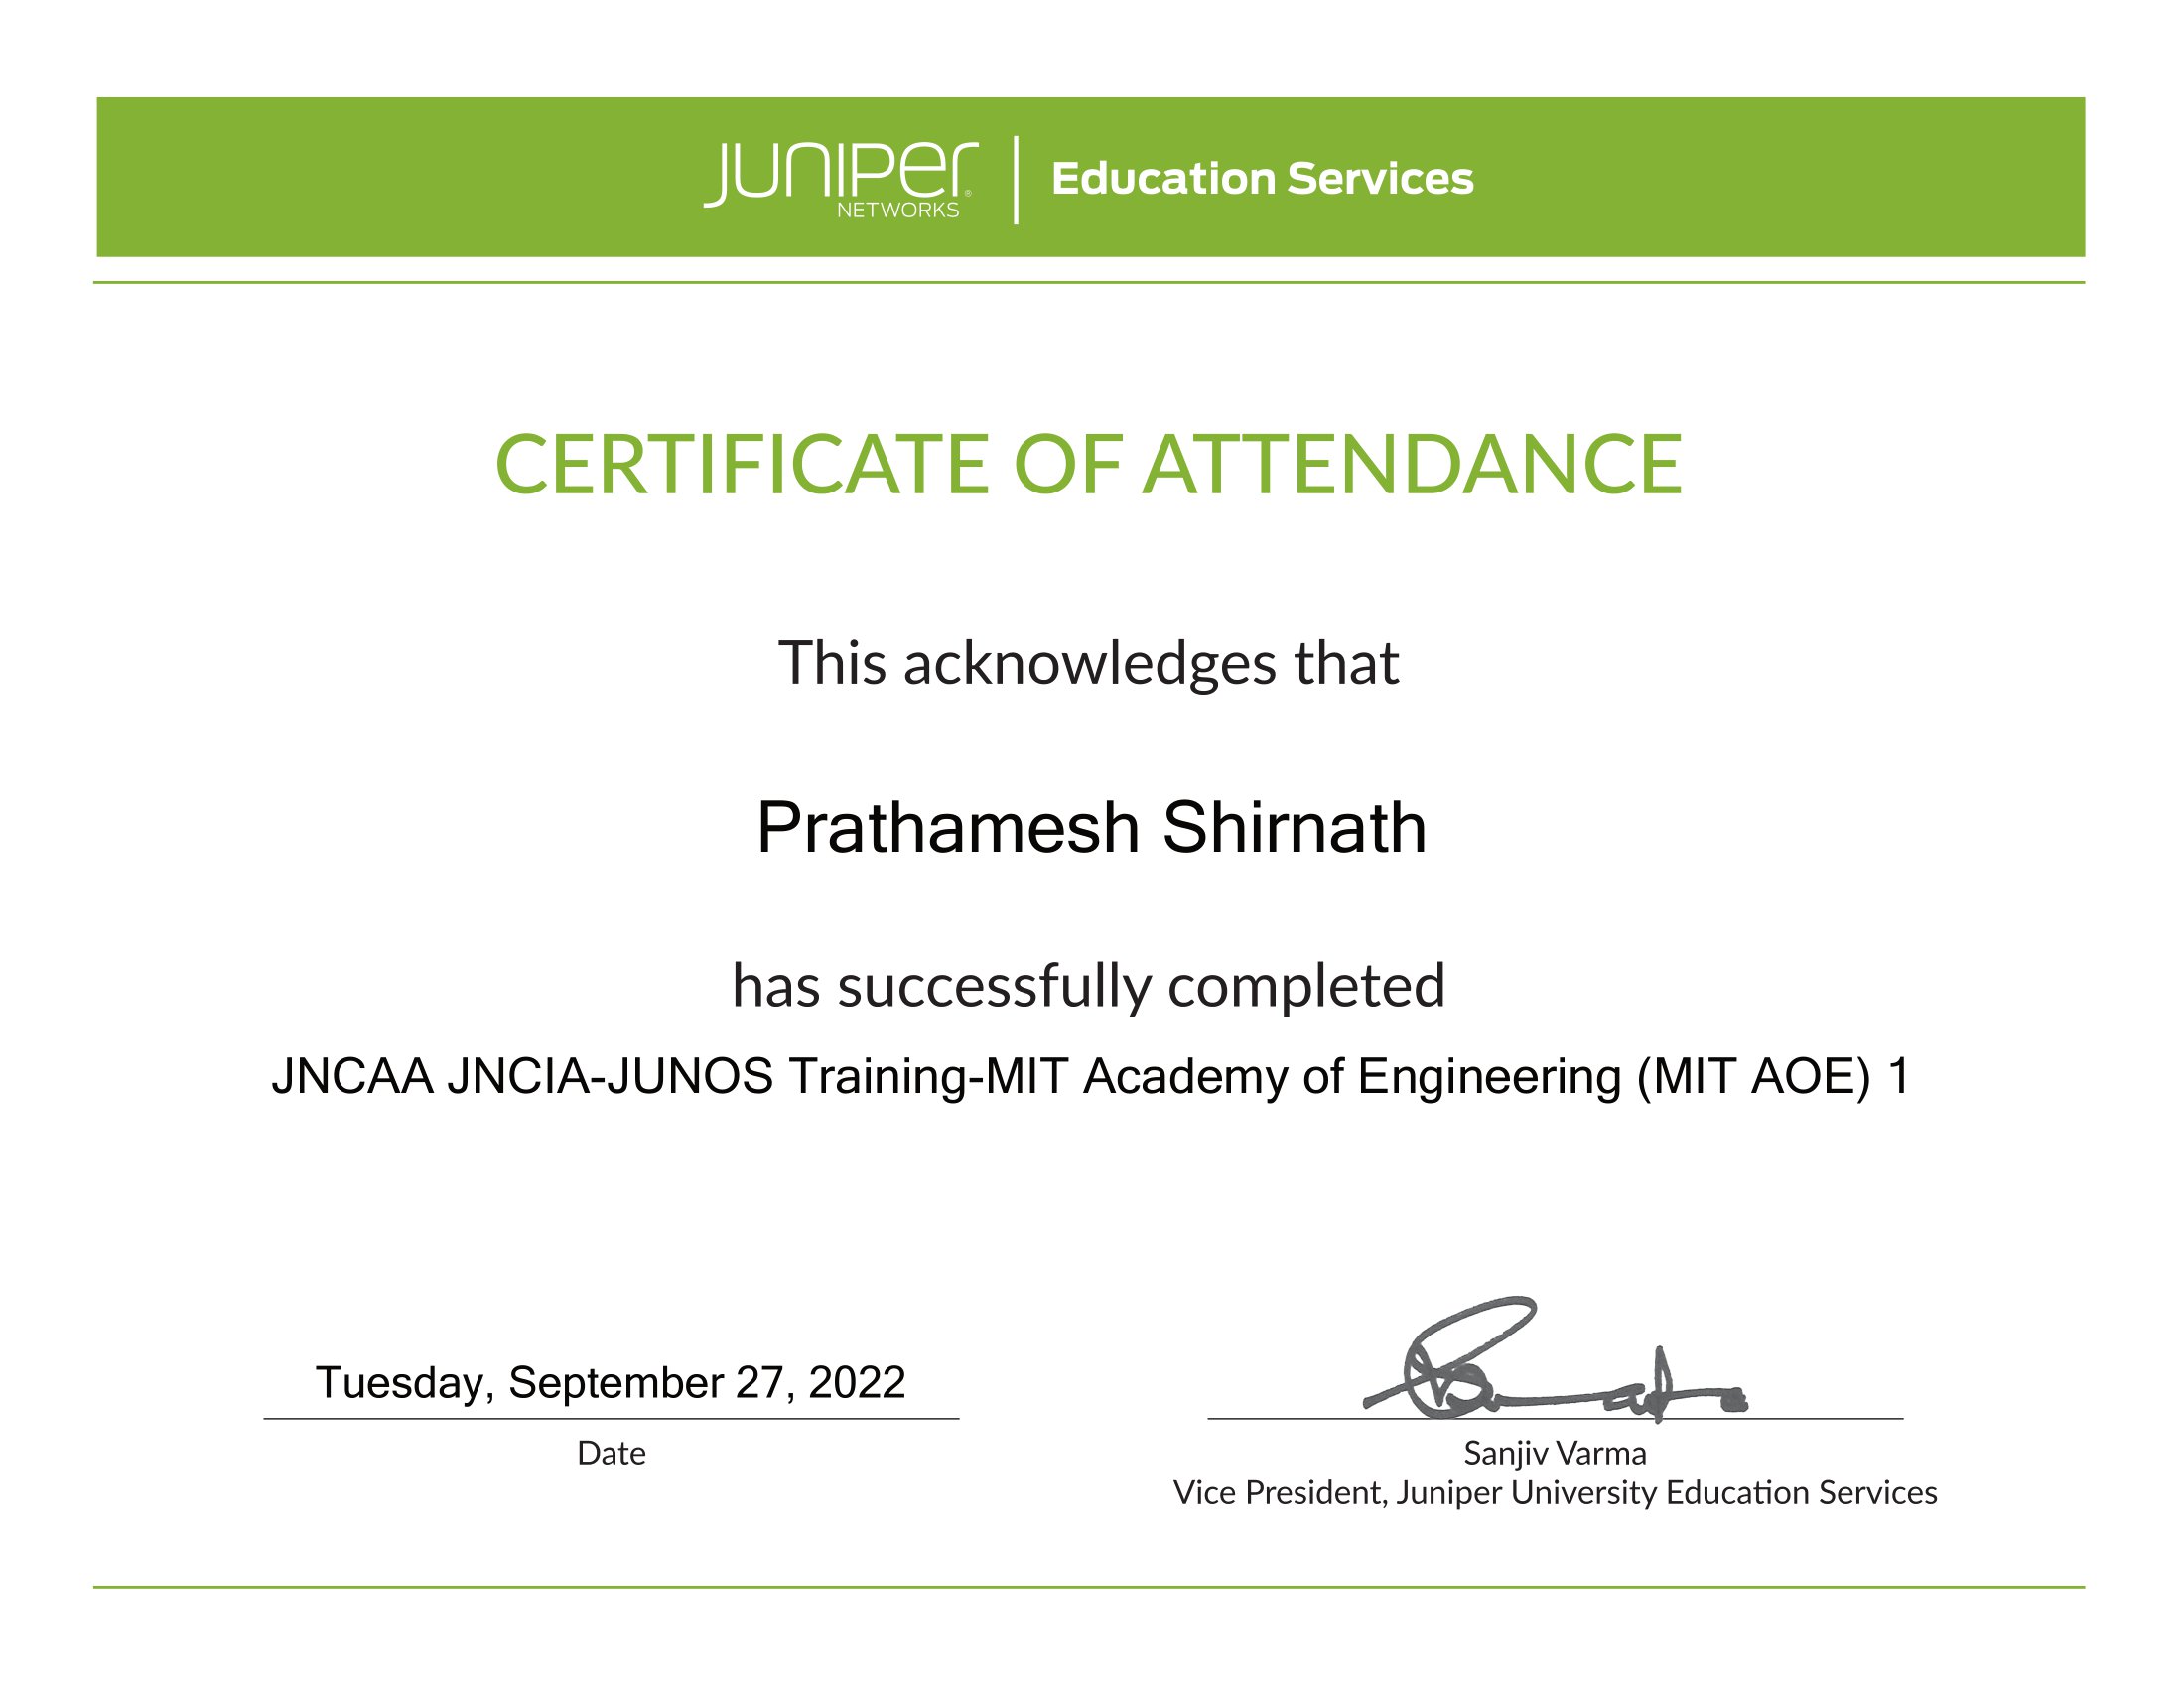 JUNIPer® | Education Services
NETWORKS
CERTIFICATE OF ATTENDANCE
This acknowledges that
Prathamesh Shirnath
has successfully completed
JNCAA JNCIA-JUNOS Training-MIT Academy of Engineering (MIT AOE) 1
Tuesday, September 27, 2022
Date
Sanjiv Varma
Vice President, Juniper University Education Services